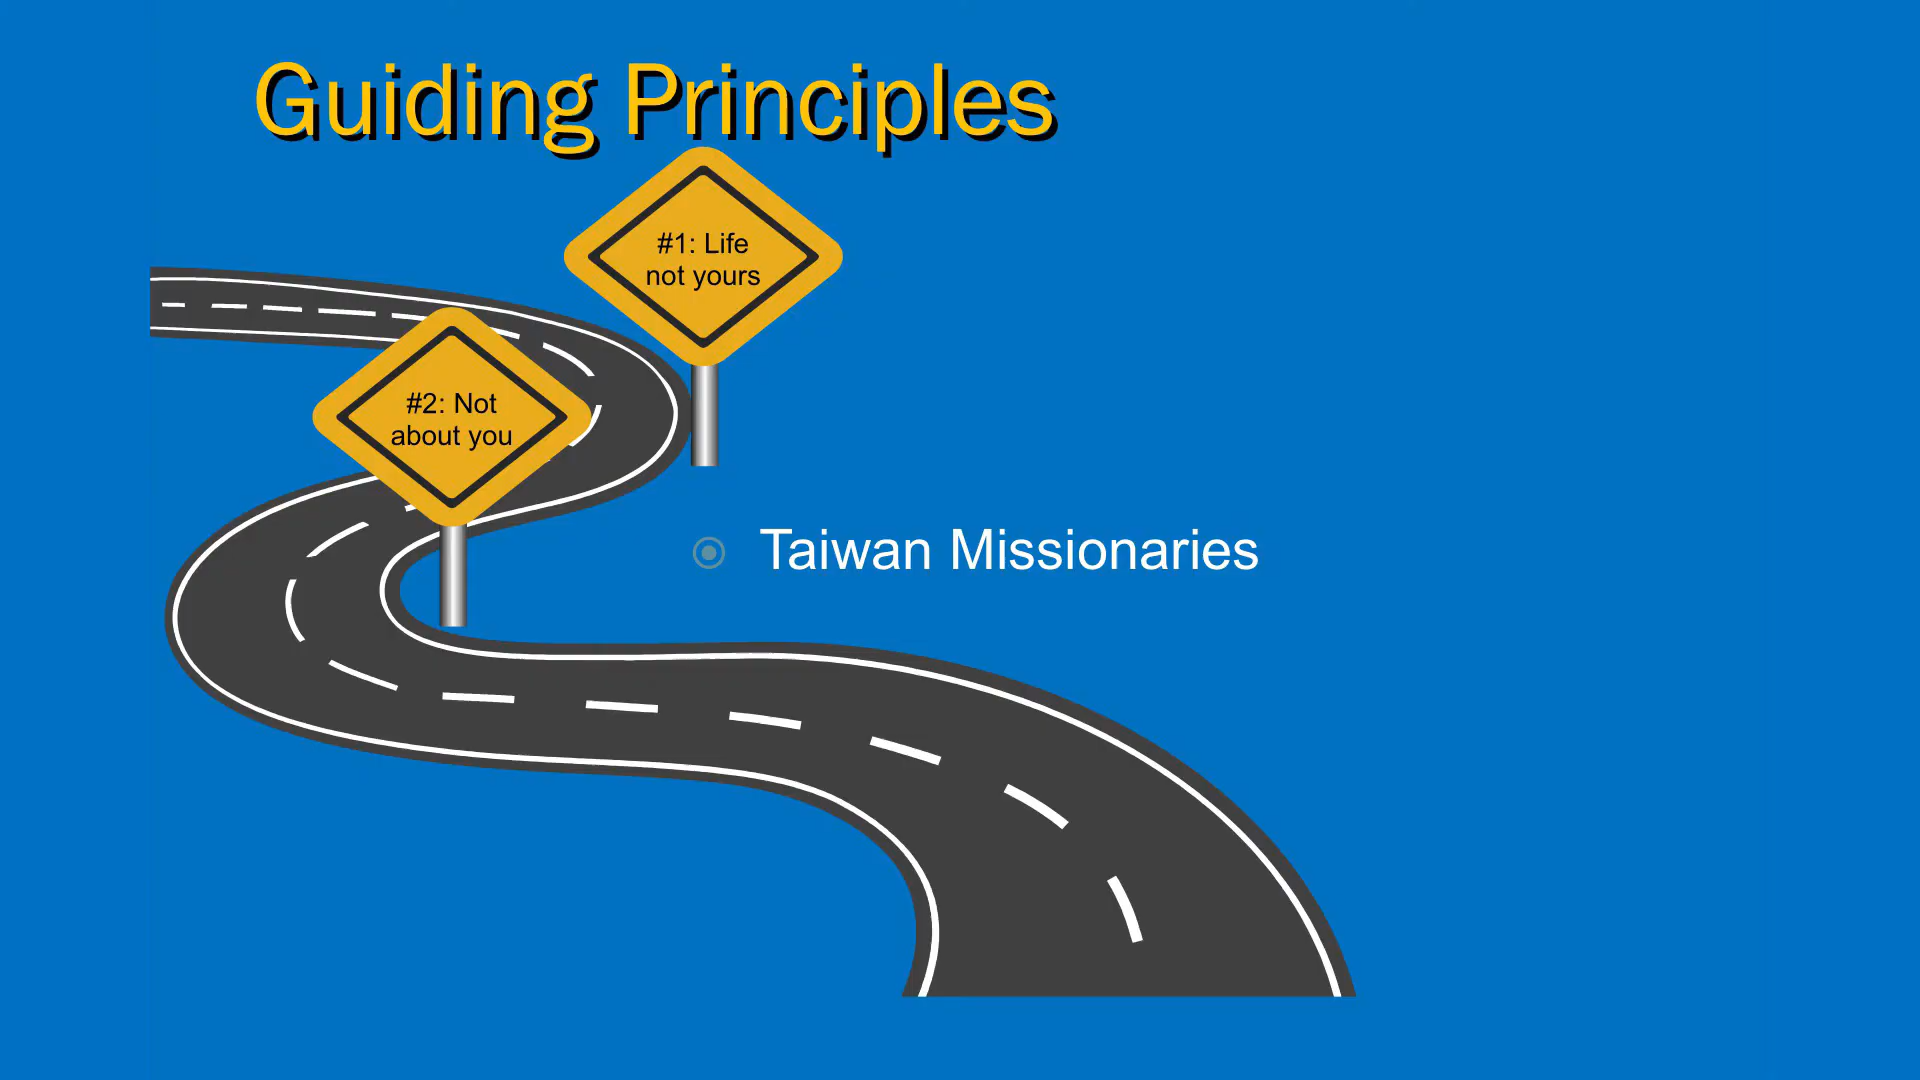 Guiding Principles
#1: Life
not yours
#2: Not
about you
Taiwan Missionaries